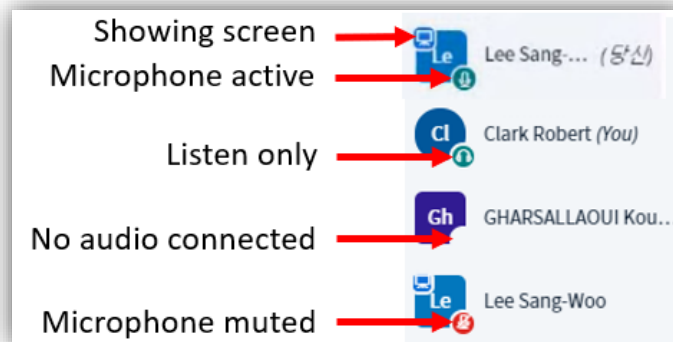 Showing screen
Le Lee Sang-... (당신)
Microphone active
Cl Clark Robert (You)
Listen only
Gh GHARSALLAOUI Kou...
No audio connected
Le Lee Sang-Woo
Microphone muted